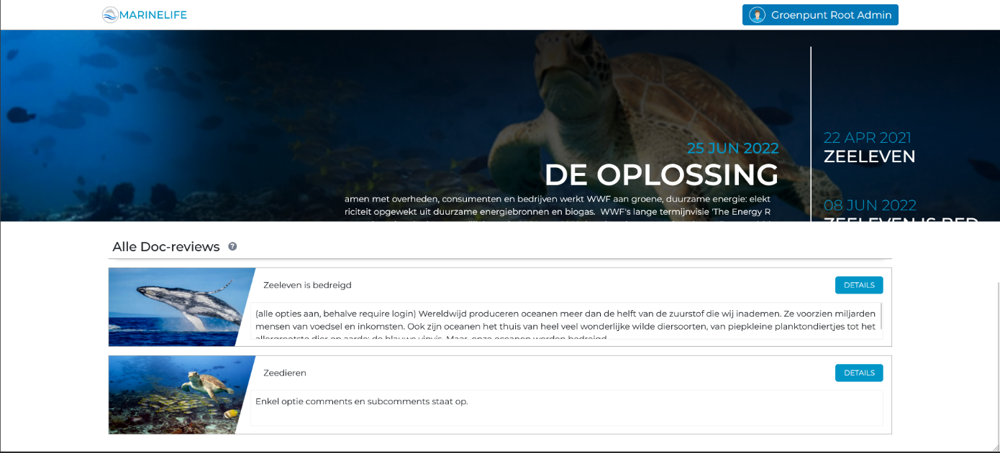 MARINELIFE
Groenpunt Root Admin
25 JUN 2022
DE OPLOSSING
amen met overheden, consumenten en bedrijven werkt WWF aan groene, duurzame energie: elekt
riciteit opgewekt uit duurzame energiebronnen en biogas. WWF's lange termijnvisie 'The Energy R
22 APR 2021
ZEELEVEN
08 JUN 2022
ZEELEVEN IS BED
Alle Doc-reviews
?
Zeeleven is bedreigd
DETAILS
(alle opties aan, behalve require login) Wereldwijd produceren oceanen meer dan de helft van de zuurstof die wij inademen. Ze voorzien miljarden
mensen van voedsel en inkomsten. Ook zijn oceanen het thuis van heel veel wonderlijke wilde diersoorten, van piepkleine planktondiertjes tot het
allergrootste dier op aarde: de blauwe vinvis. Maar, onze oceanen worden bedreigd
Zeedieren
DETAILS
Enkel optie comments en subcomments staat op.